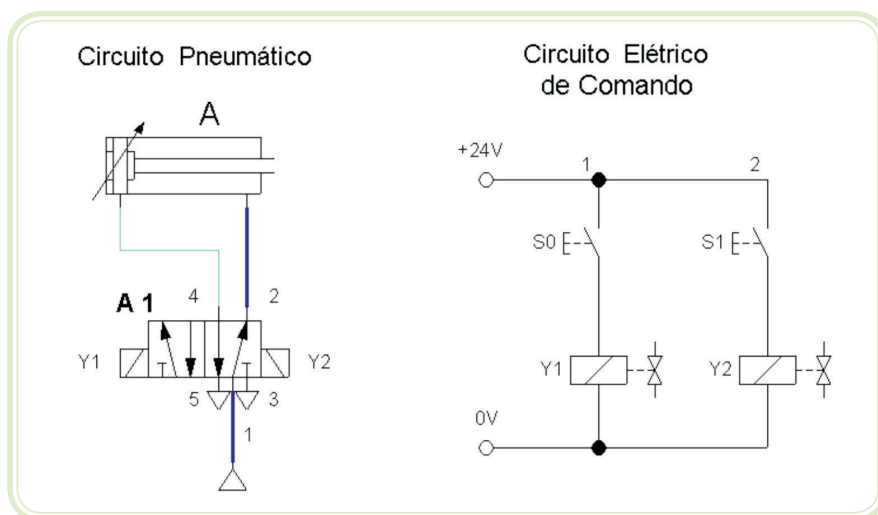 Circuito Pneumático
A
A 1
4
2
Y1
Y2
5
3
1
Circuito Elétrico
de Comando
+24V
1
2
S0
S1
Y1
Y2
0V